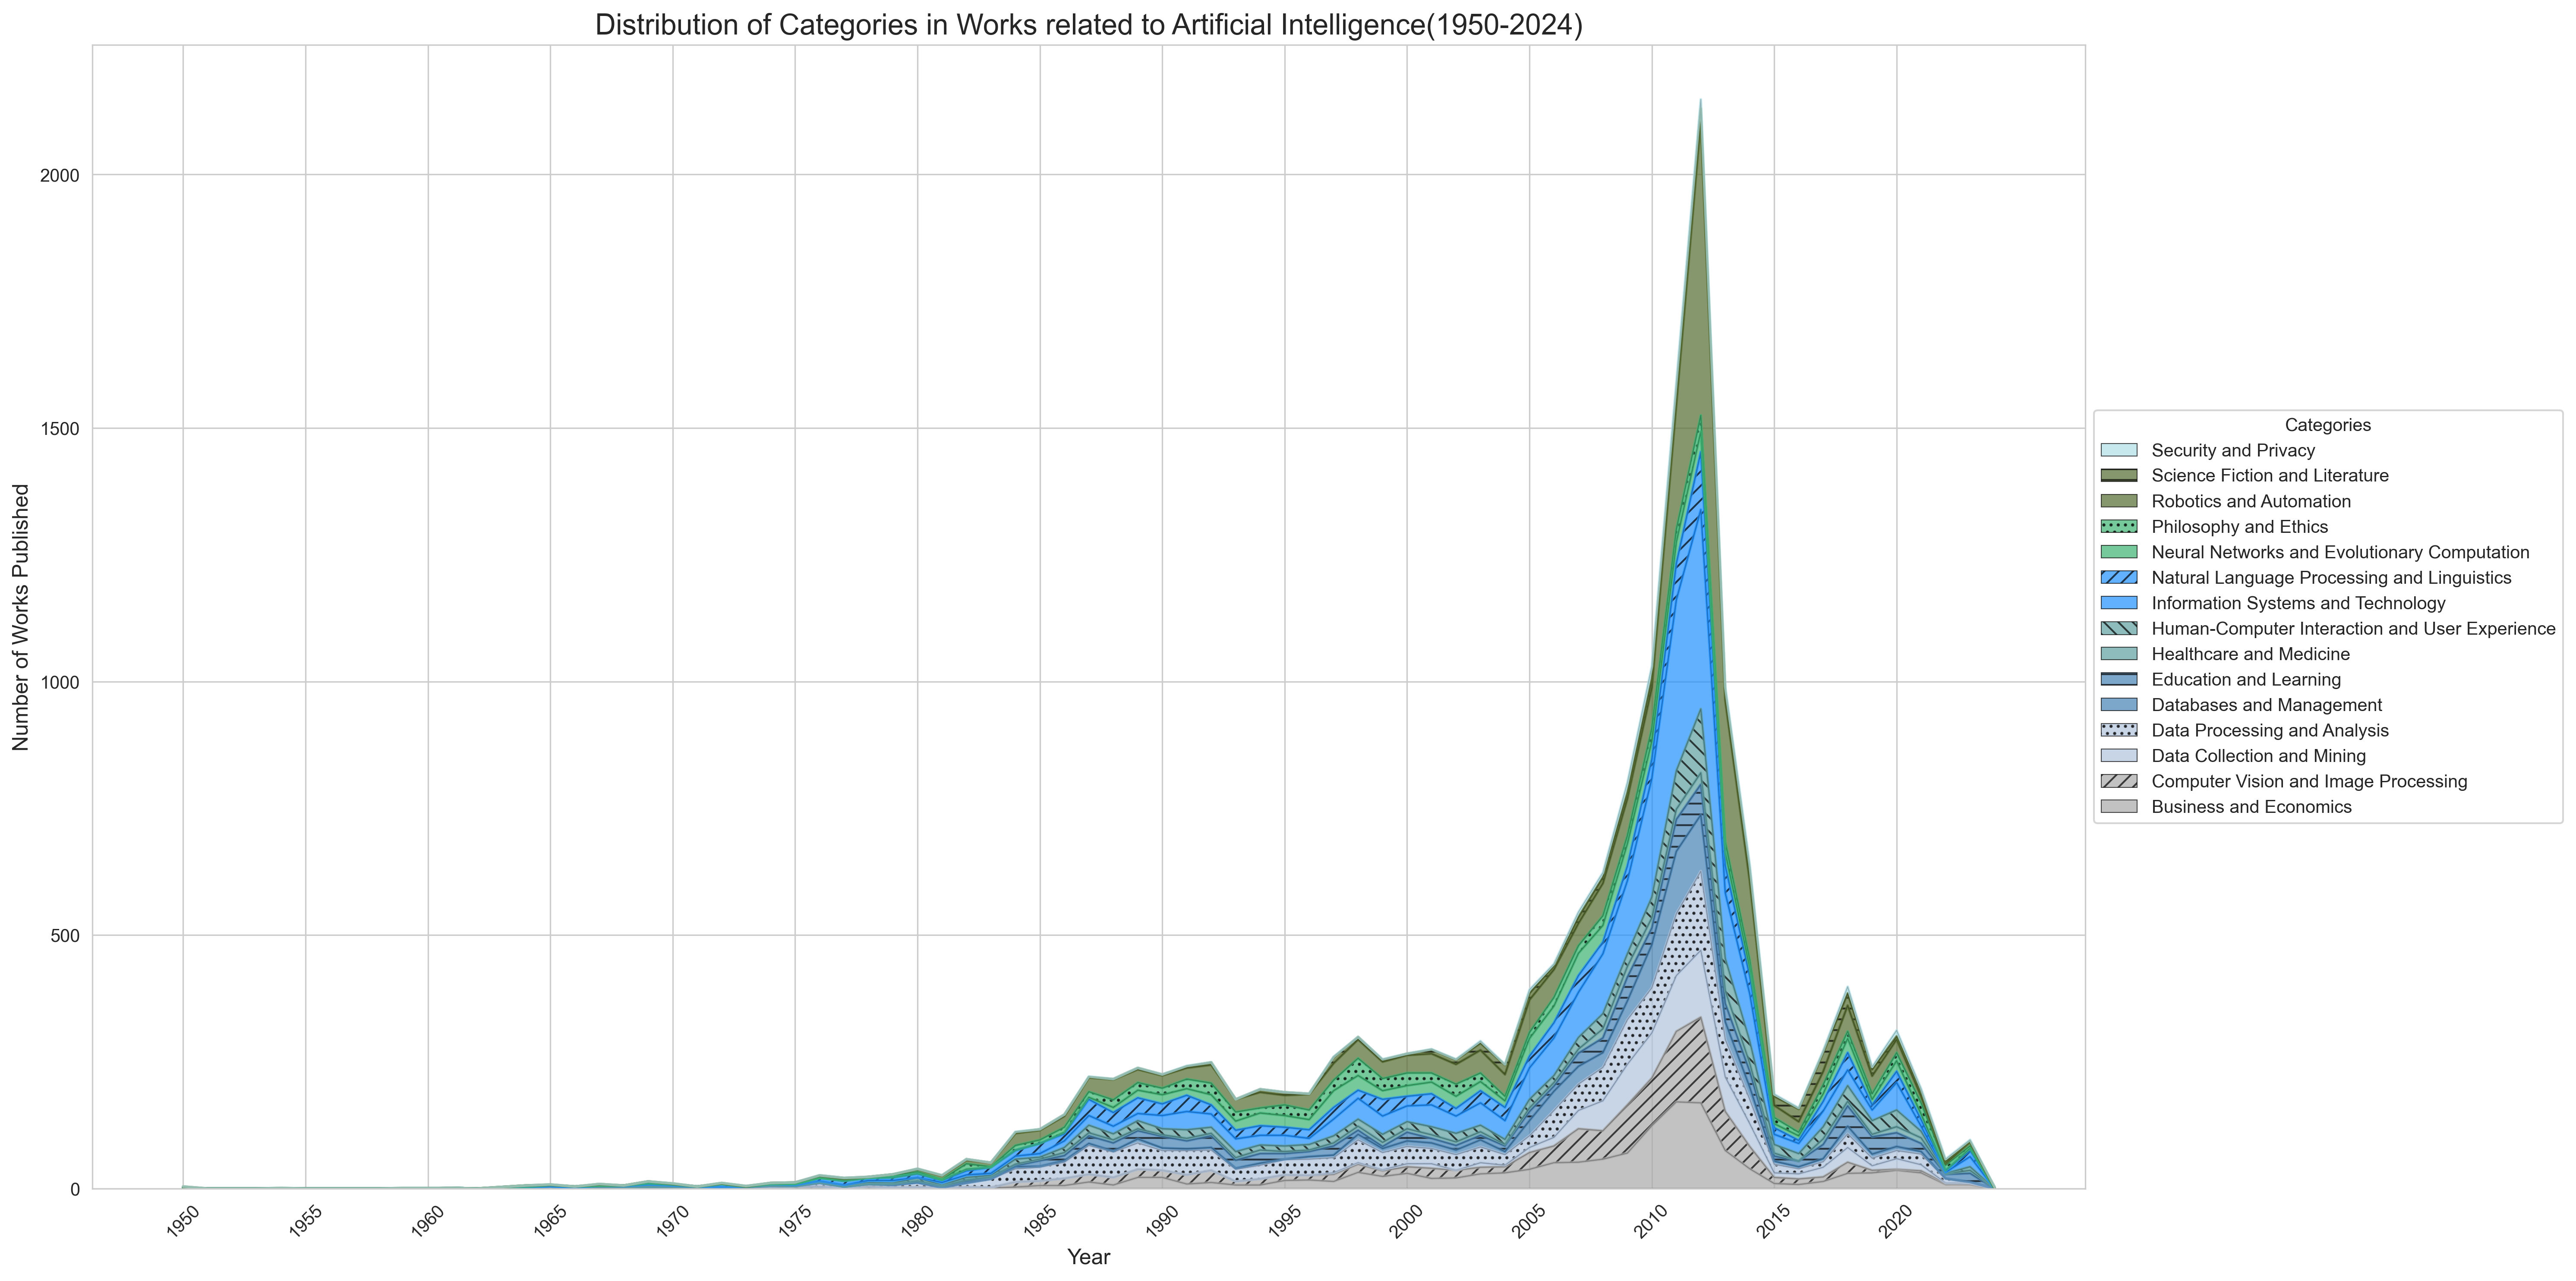 Distribution of Categories in Works related to Artificial Intelligence(1950-2024)
Number of Works Published
2000
1500
1000
500
0
1950
1955
1960
1965
1970
1975
1980
1985
1990
1995
2000
2005
2010
2015
2020
Year
Categories
Security and Privacy
Science Fiction and Literature
Robotics and Automation
Philosophy and Ethics
Neural Networks and Evolutionary Computation
Natural Language Processing and Linguistics
Information Systems and Technology
Human-Computer Interaction and User Experience
Healthcare and Medicine
Education and Learning
Databases and Management
Data Processing and Analysis
Data Collection and Mining
Computer Vision and Image Processing
Business and Economics